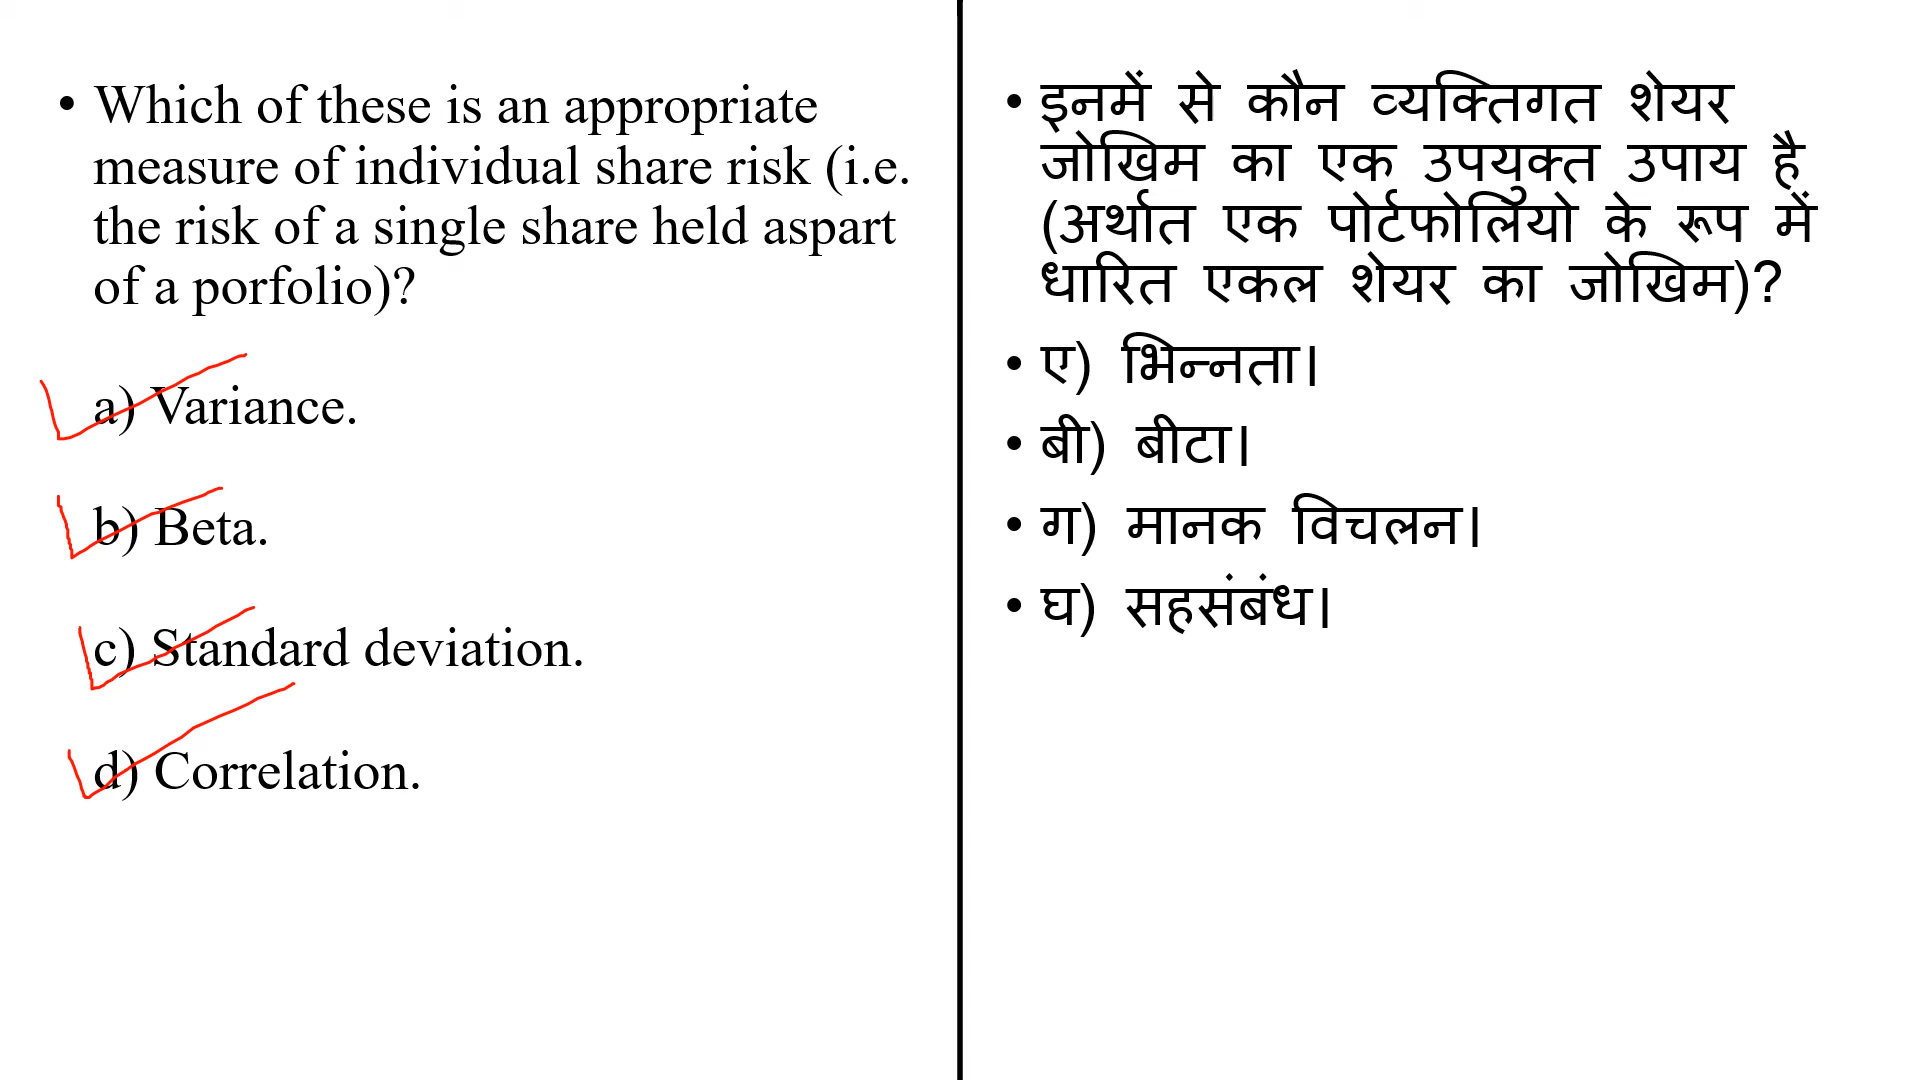 • Which of these is an appropriate
measure of individual share risk (i.e.
the risk of a single share held aspart
of a porfolio)?
a) Variance.
b) Beta.
c) Standard deviation.
d) Correlation.
• इनमें से कौन व्यक्तिगत शेयर
जोखिम का एक उपयुक्त उपाय है
(अर्थात एक पोर्टफोलियो के रूप में
धारित एकल शेयर का जोखिम)?
• ए) भिन्नता।
• बी) बीटा।
• ग) मानक विचलन।
• घ) सहसंबंध।